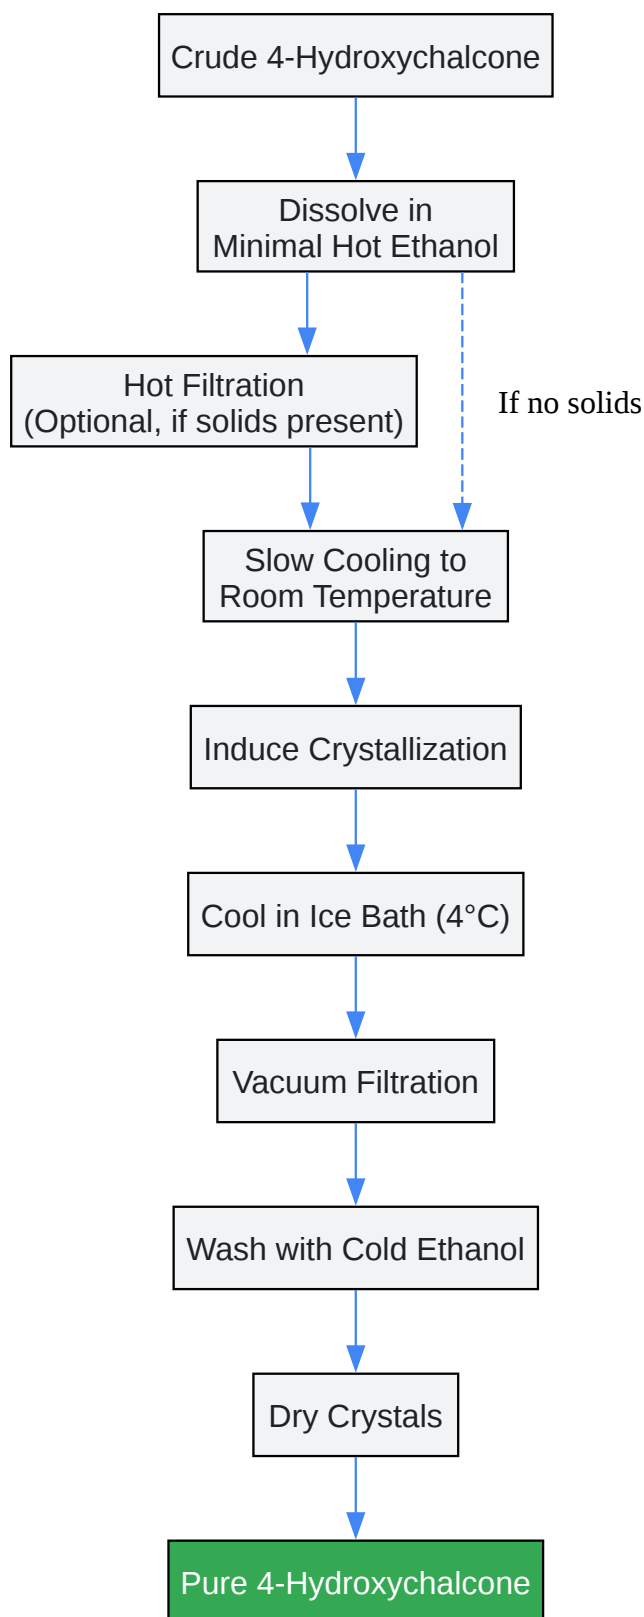 Crude 4-Hydroxychalcone
Dissolve in
Minimal Hot Ethanol
Hot Filtration
(Optional, if solids present)
If no solids
Slow Cooling to
Room Temperature
Induce Crystallization
Cool in Ice Bath (4°C)
Vacuum Filtration
Wash with Cold Ethanol
Dry Crystals
Pure 4-Hydroxychalcone